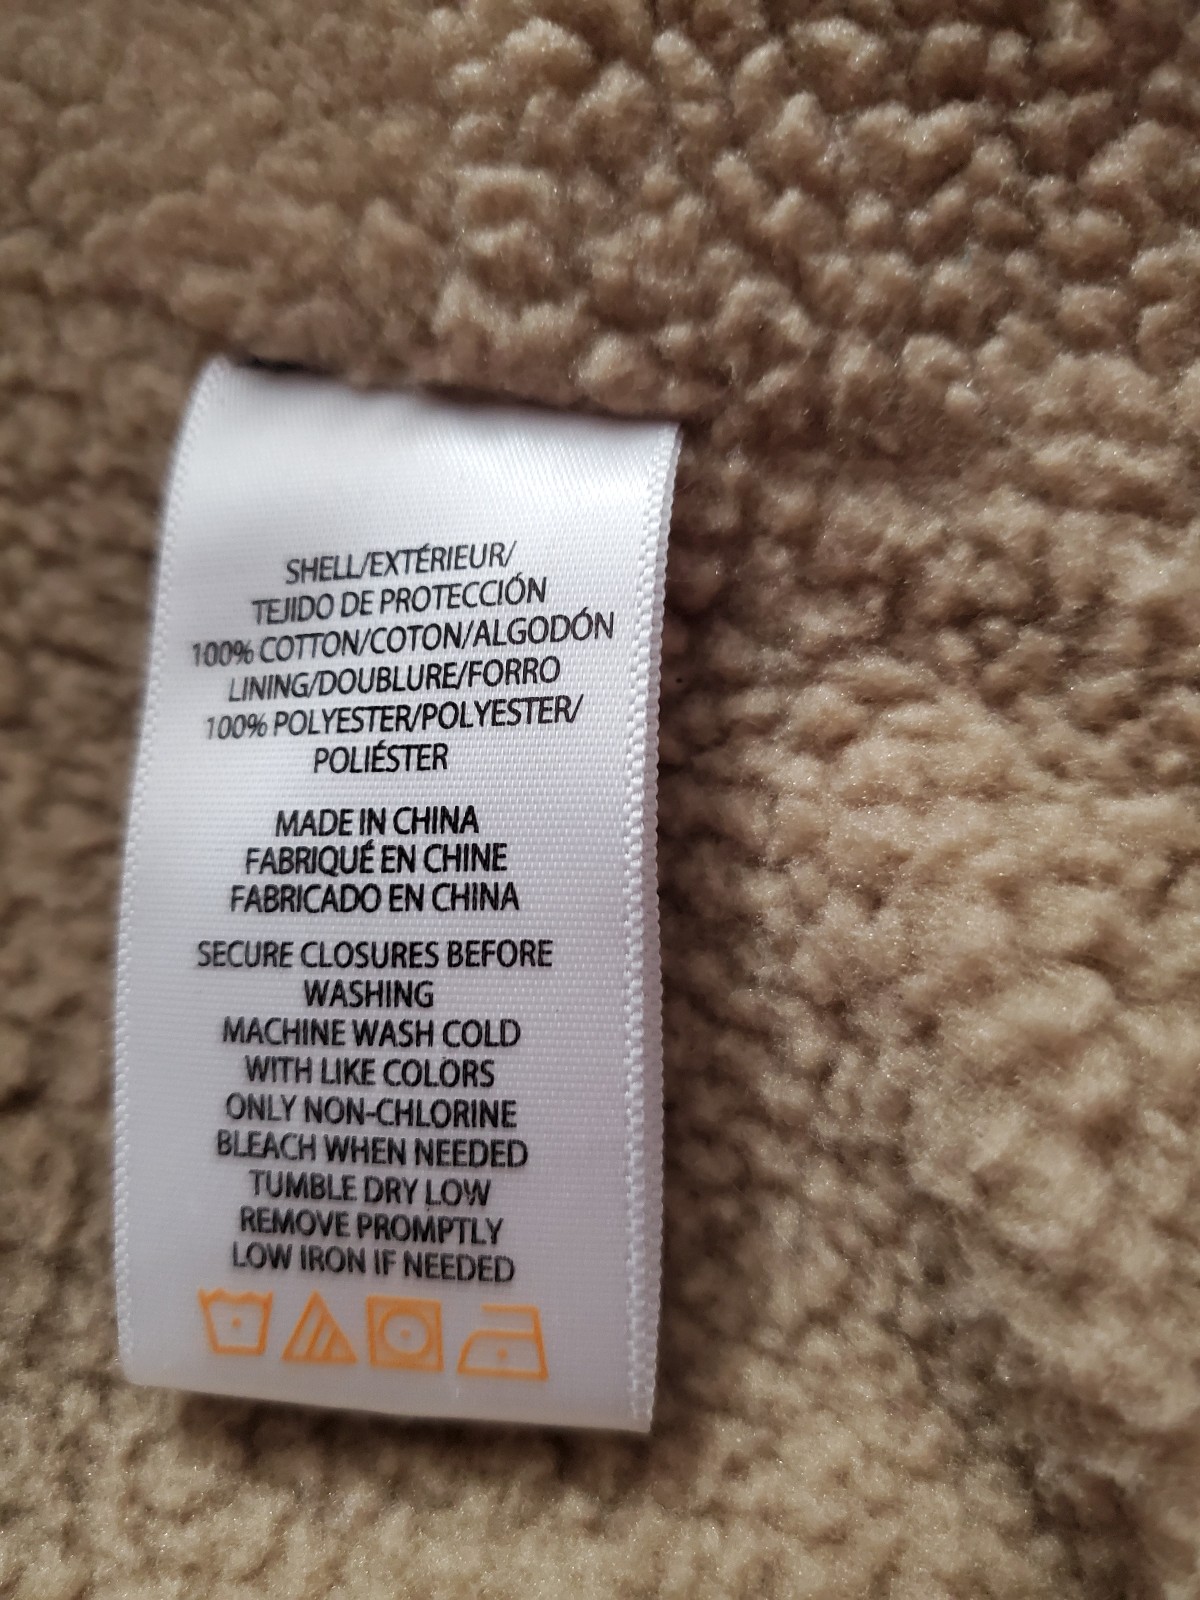 SHELL/EXTÉRIEUR/
TEJIDO DE PROTECCIÓN
100% COTTON/COTON/ALGODÓN
LINING/DOUBLURE/FORRO
100% POLYESTER/POLYESTER/
POLIÉSTER
MADE IN CHINA
FABRIQUÉ EN CHINE
FABRICADO EN CHINA
SECURE CLOSURES BEFORE
WASHING
MACHINE WASH COLD
WITH LIKE COLORS
ONLY NON-CHLORINE
BLEACH WHEN NEEDED
TUMBLE DRY LOW
REMOVE PROMPTLY
LOW IRON IF NEEDED